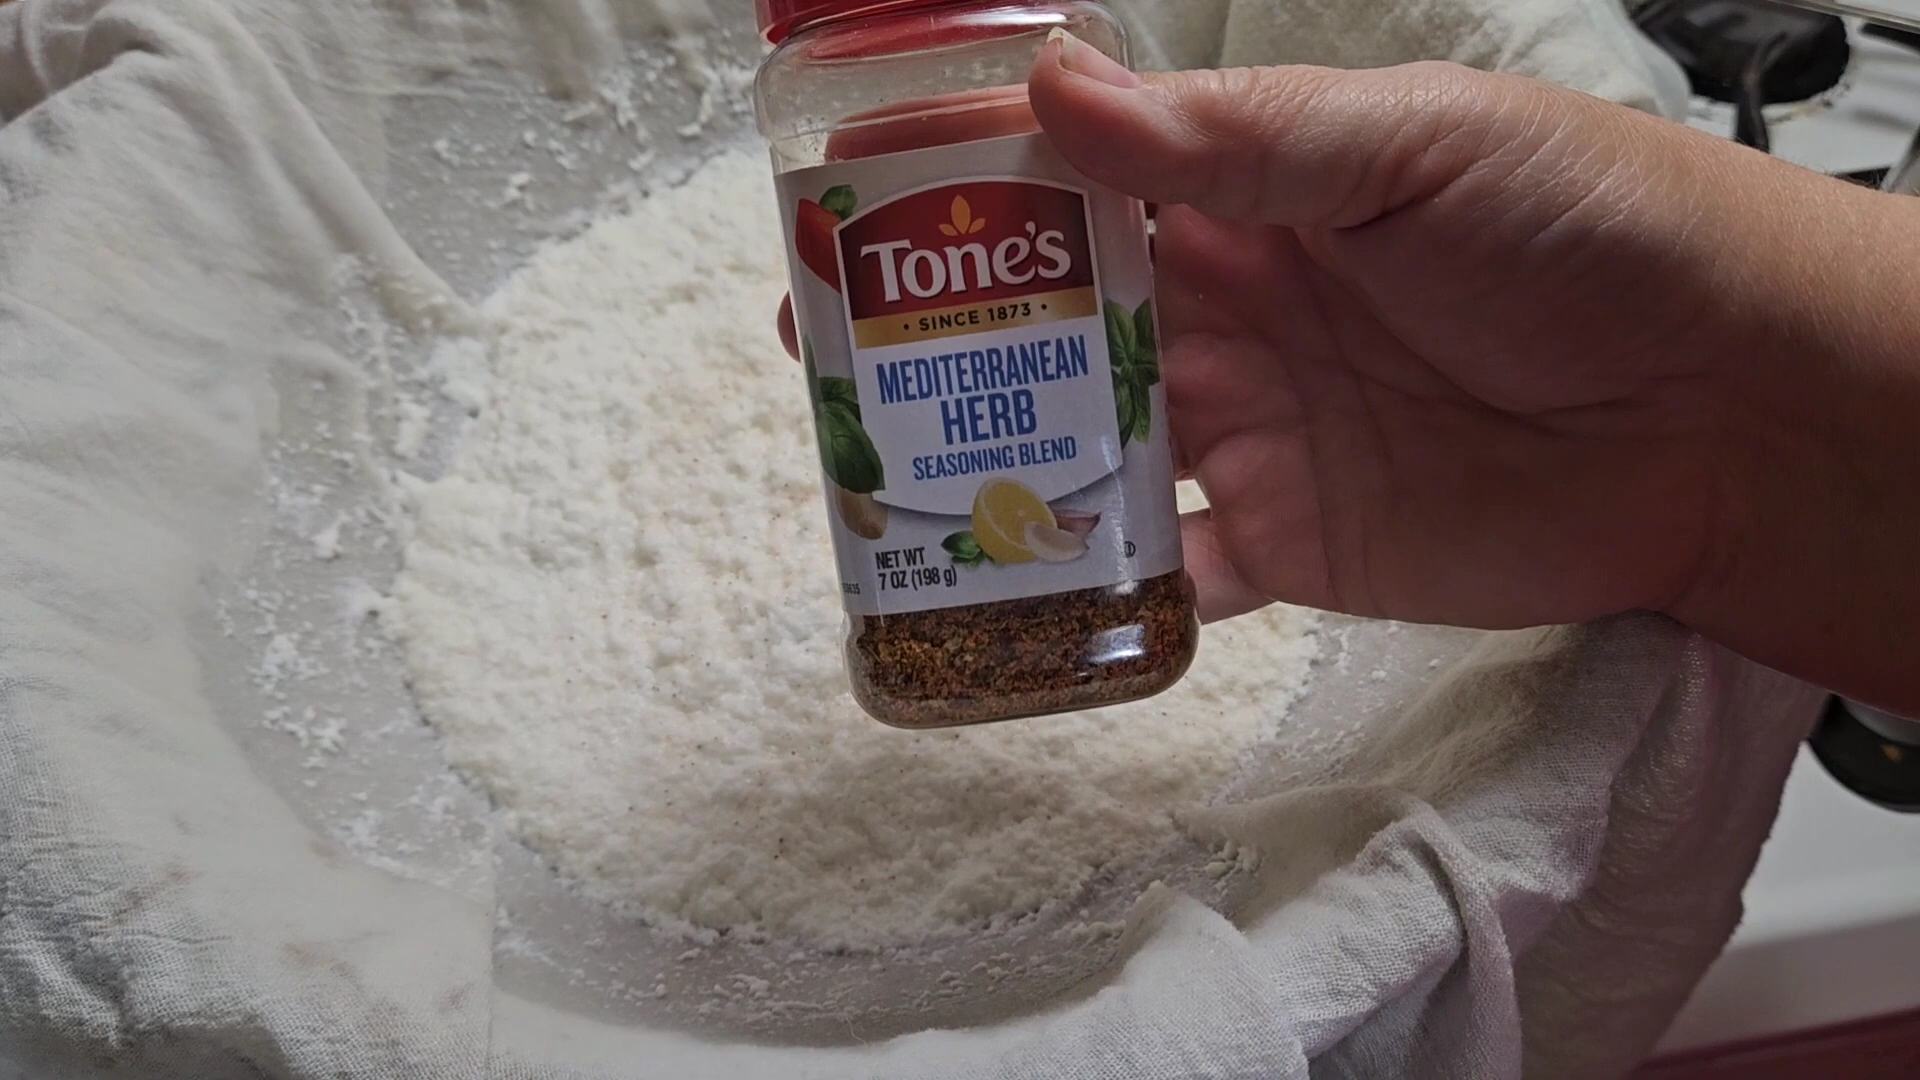 Tone's
• SINCE 1873 •
MEDITERRANEAN
HERB
SEASONING BLEND
NET WT
7 OZ (198 g)